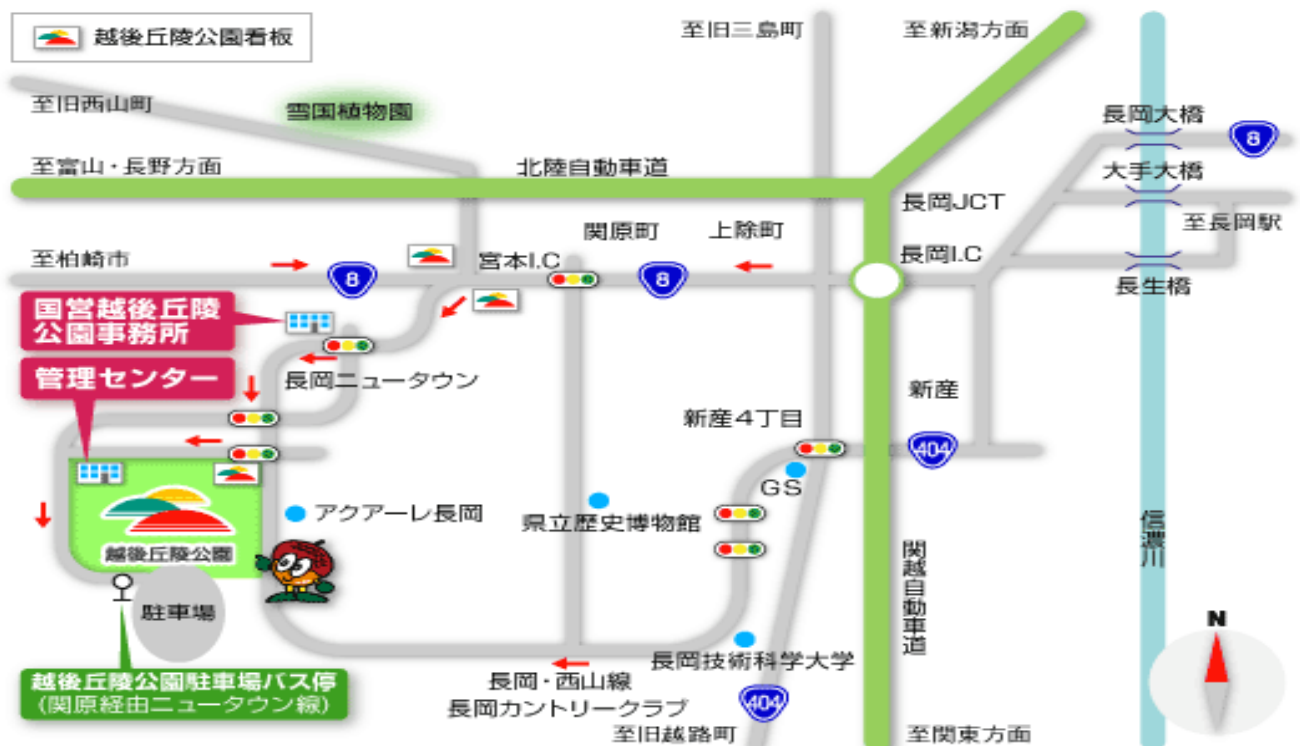 越後丘陵公園看板
至旧三島町
至新潟方面
至旧西山町
雪国植物園
長岡大橋
8
至富山・長野方面
北陸自動車道
大手大橋
長岡JCT
至長岡駅
関原町
上除町
至柏崎市
宮本I.C
長岡I.C
8
8
長生橋
国営越後丘陵
公園事務所
管理センター
長岡ニュータウン
新産
新産4丁目
404
GS
アクアーレ長岡
県立歴史博物館
信濃川
越後丘陵公園
関越自動車道
駐車場
N
長岡技術科学大学
越後丘陵公園駐車場バス停
(関原経由ニュータウン線)
長岡・西山線
長岡カントリークラブ
404
至旧越路町
至関東方面